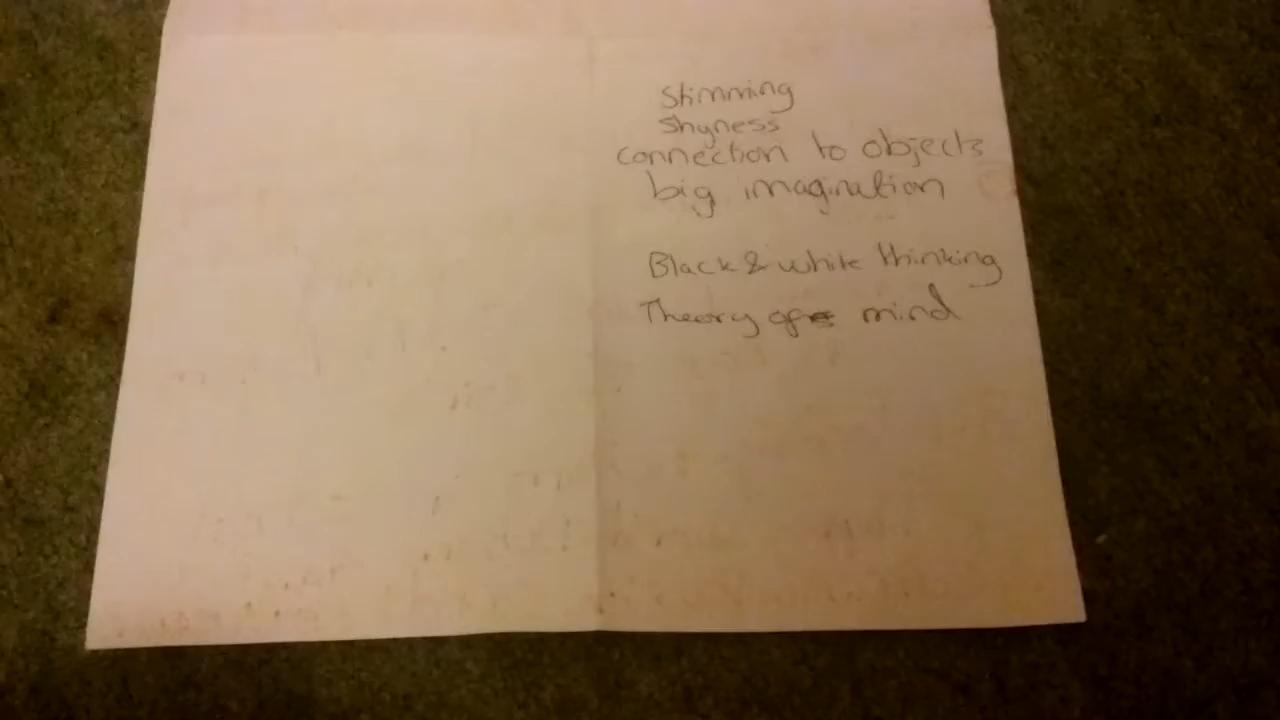 Stimming
Shyness
connection to objects
big imagination
Black & white thinking
Theory of mind